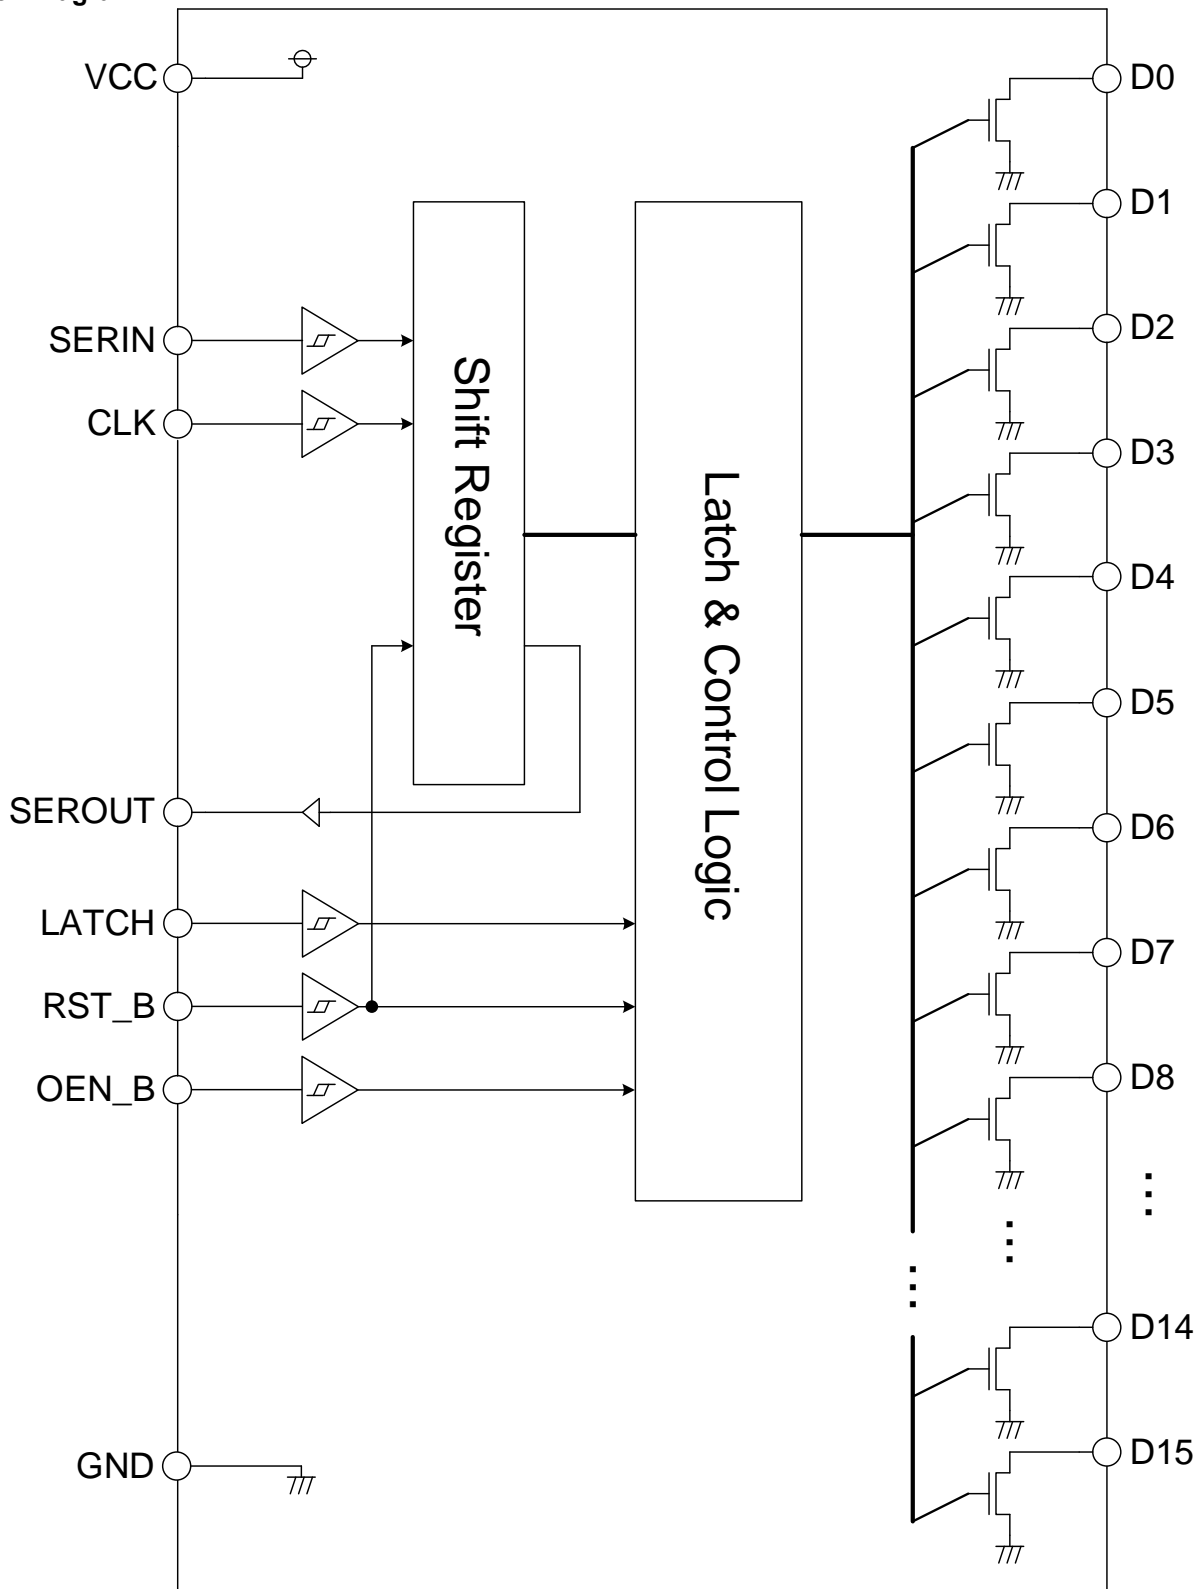 VCC
D0
D1
D2
SERIN
CLK
D3
Shift Register
Latch & Control Logic
D4
D5
SEROUT
D6
LATCH
D7
RST_B
OEN_B
D8
D14
GND
D15